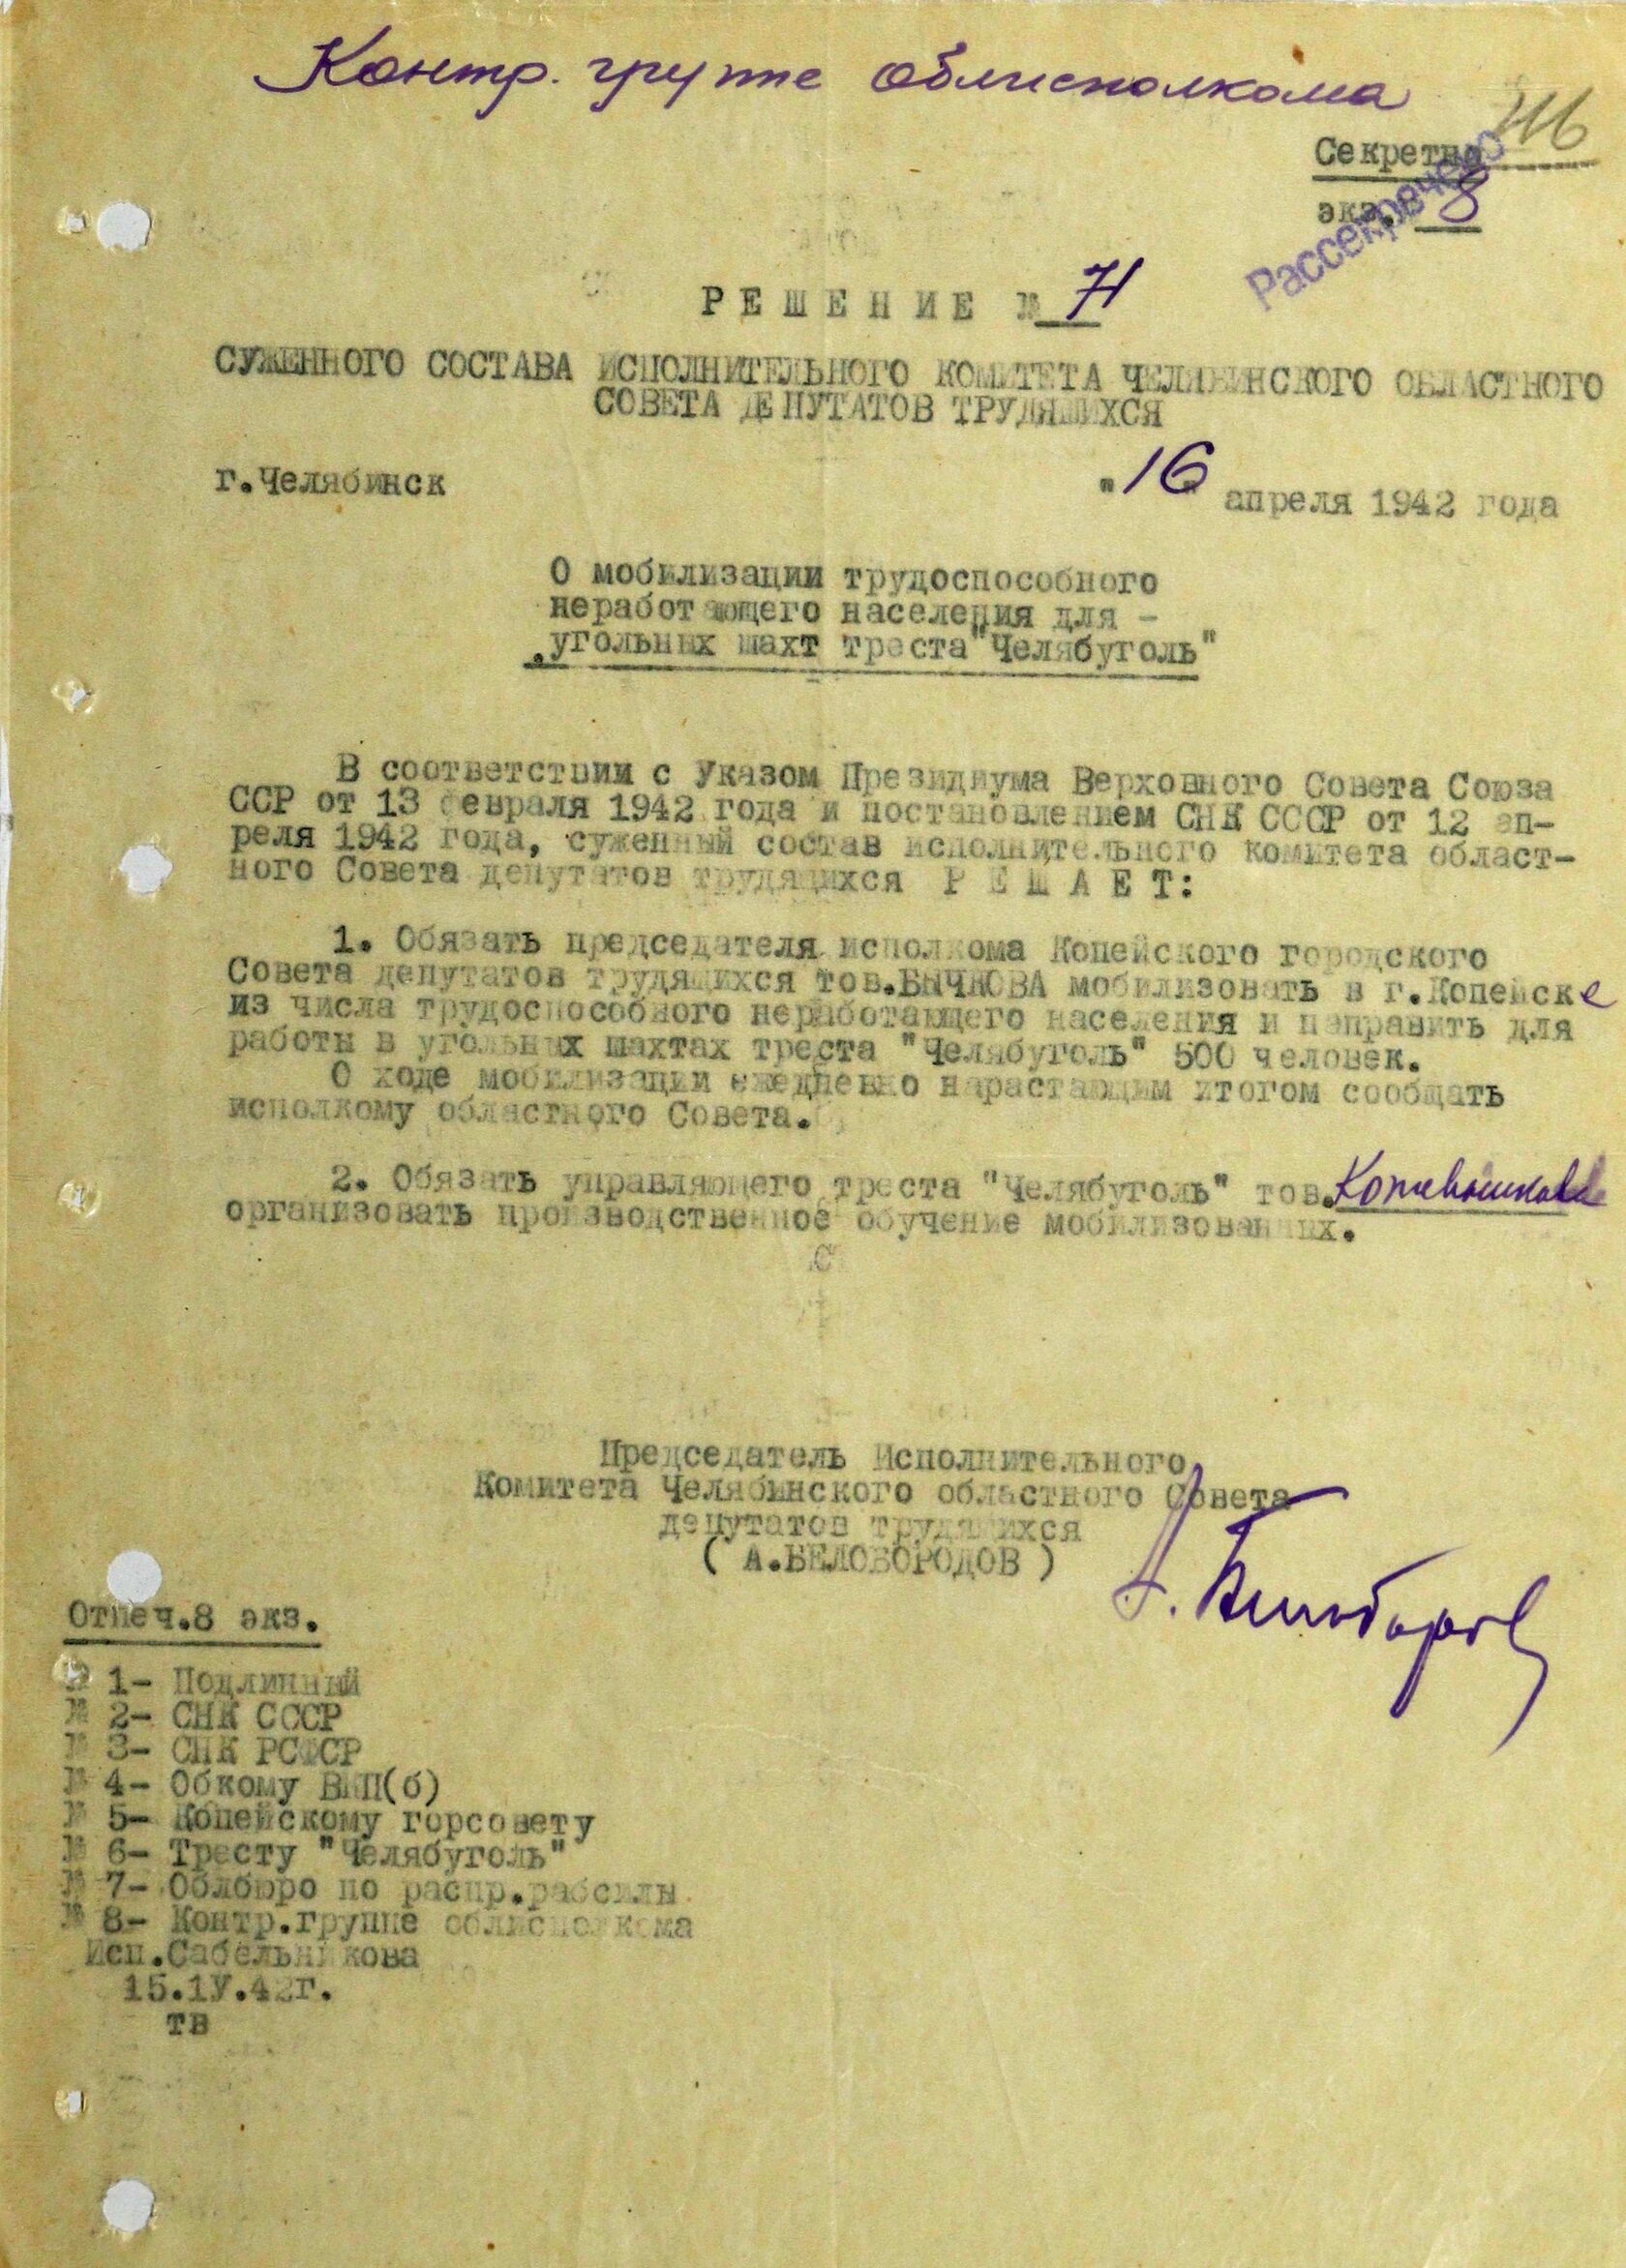 Контр. группе облисполкома
Секретно
Рассекречено
экз. 8
РЕШЕНИЕ № 71
СУЖЕННОГО СОСТАВА ИСПОЛНИТЕЛЬНОГО КОМИТЕТА ЧЕЛЯБИНСКОГО ОБЛАСТНОГО
СОВЕТА ДЕПУТАТОВ ТРУДЯЩИХСЯ
г.Челябинск
"16" апреля 1942 года
О мобилизации трудоспособного
неработающего населения для -
угольных шахт треста "Челябуголь"
В соответствии с Указом Президиума Верховного Совета Союза
ССР от 13 февраля 1942 года и постановлением СНК СССР от 12 ап-
реля 1942 года, суженный состав исполнительного комитета област-
ного Совета депутатов трудящихся РЕШАЕТ:
1. Обязать председателя исполкома Копейского городского
Совета депутатов трудящихся тов.БЫЧКОВА мобилизовать в г.Копейске
из числа трудоспособного неработающего населения и направить для
работы в угольных шахтах треста "Челябуголь" 500 человек.
О ходе мобилизации ежедневно нарастающим итогом сообщать
исполкому областного Совета.
2. Обязать управляющего треста "Челябуголь" тов.
организовать производственное обучение мобилизованных.
Председатель Исполнительного
Комитета Челябинского областного Совета
депутатов трудящихся
( А.БЕЛОБОРОДОВ )
Отпеч.8 экз.
№ 1- Подлинный
№ 2- СНК СССР
№ 3- СНК РСФСР
№ 4- Обкому ВКП(б)
№ 5- Копейскому горсовету
№ 6- Тресту "Челябуголь"
№ 7- Облбюро по распр.рабсилы
№ 8- Контр.группе облисполкома
Исп.Сабельникова
15.1У.42г.
тв